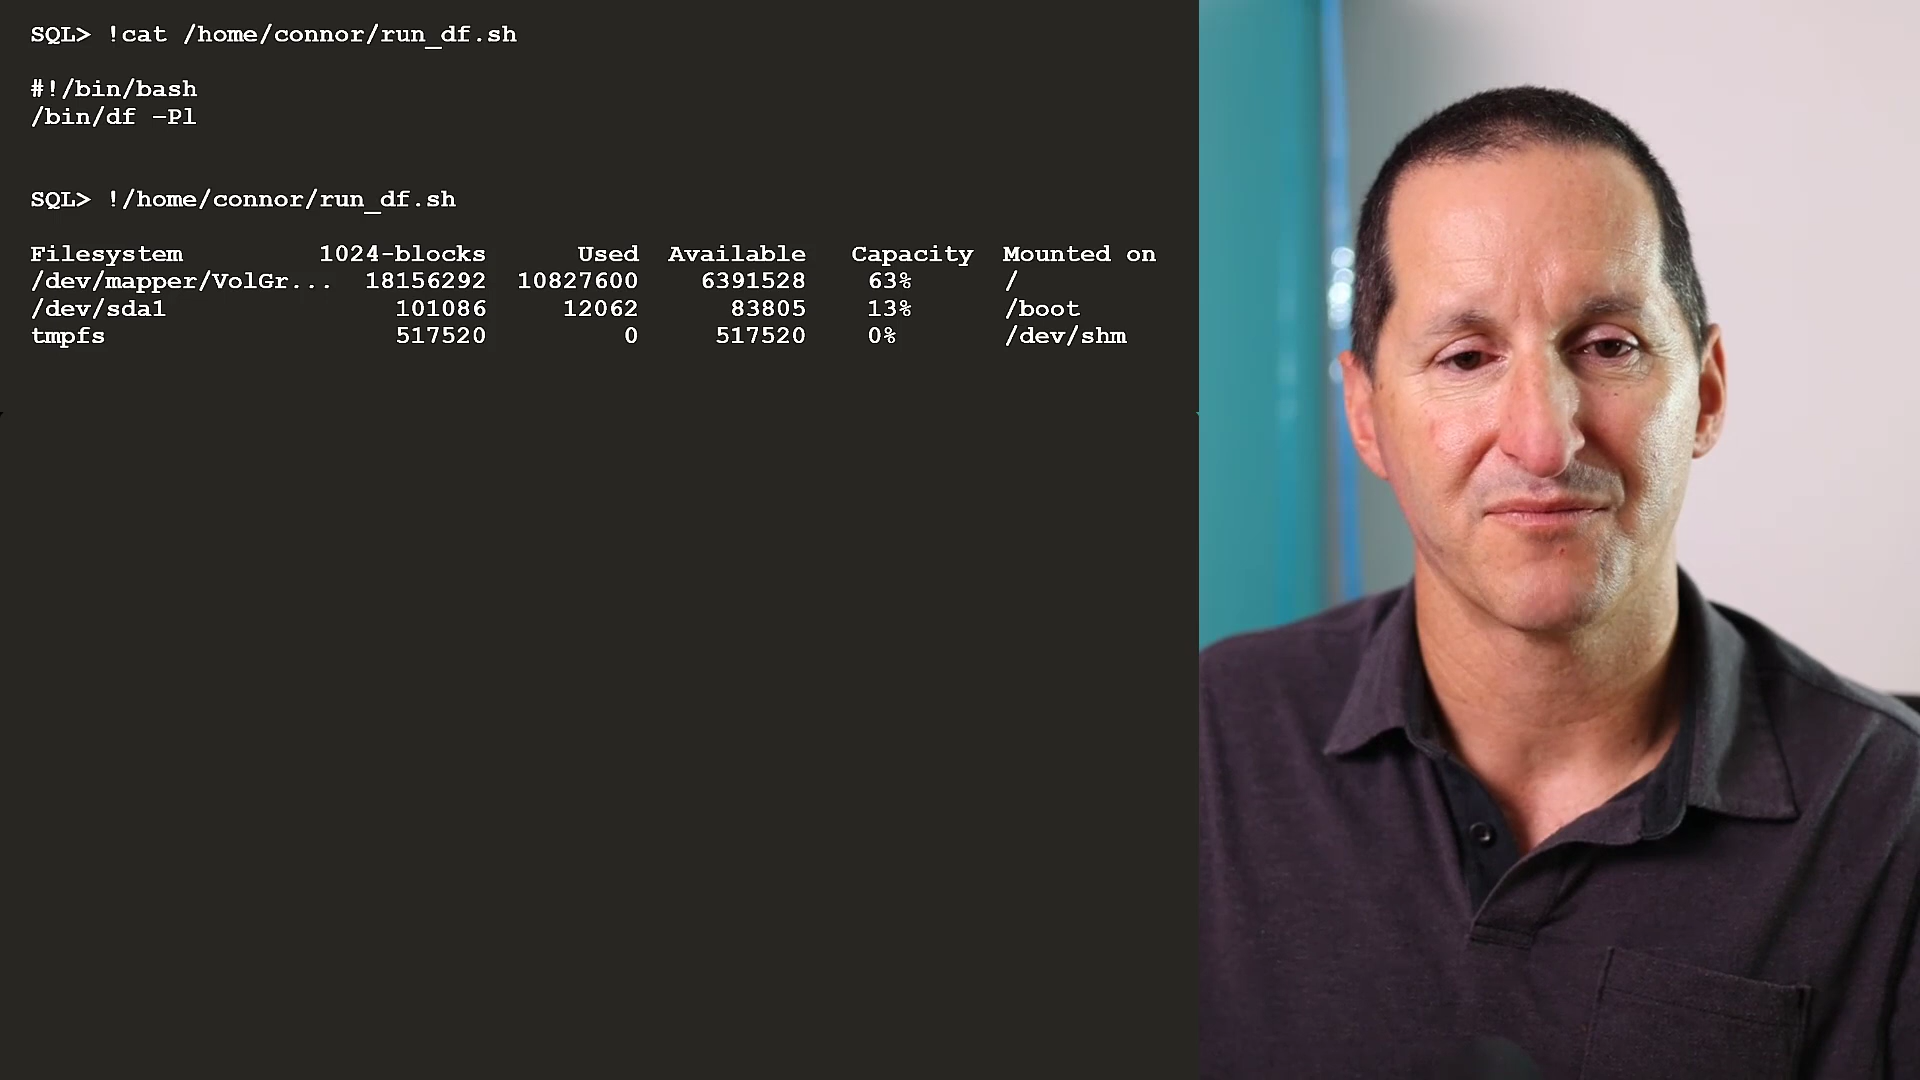 SQL> !cat /home/connor/run_df.sh
#!/bin/bash
/bin/df –Pl
SQL> !/home/connor/run_df.sh
Filesystem 1024-blocks Used Available Capacity Mounted on
/dev/mapper/VolGr... 18156292 10827600 6391528 63% /
/dev/sda1 101086 12062 83805 13% /boot
tmpfs 517520 0 517520 0% /dev/shm